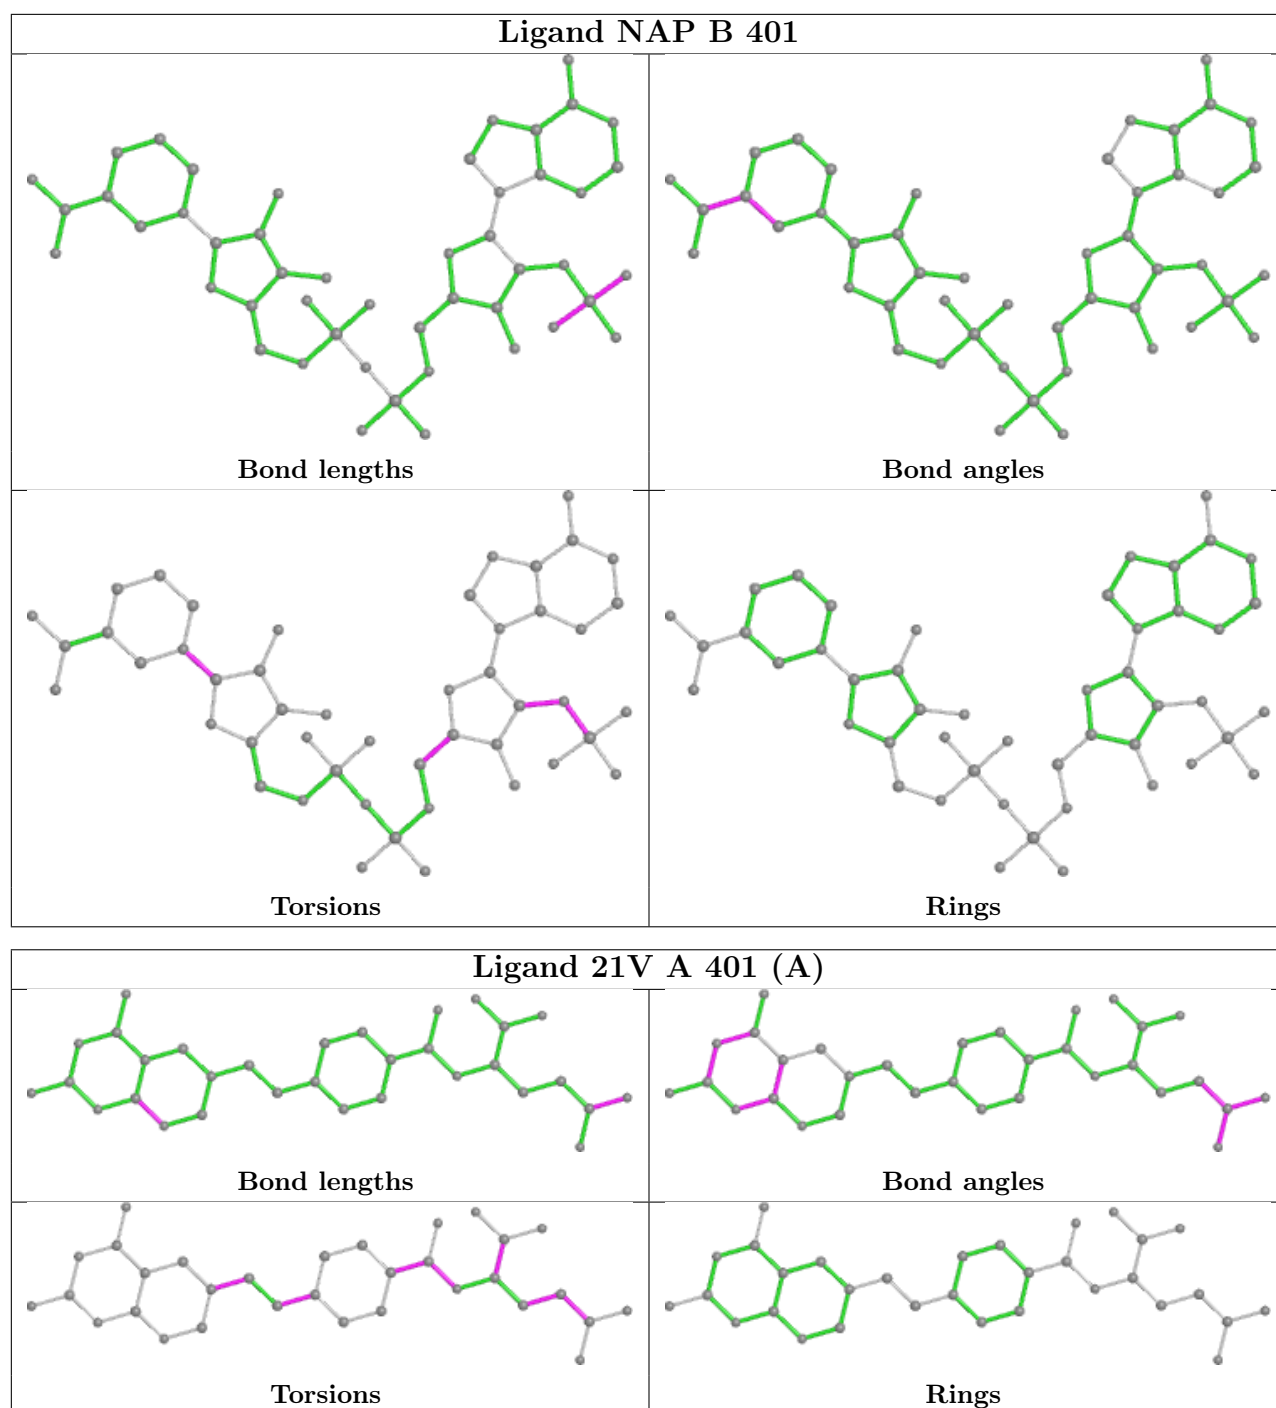 Ligand NAP B 401
Bond lengths
Bond angles
Torsions
Rings
Ligand 21V A 401 (A)
Bond lengths
Bond angles
Torsions
Rings